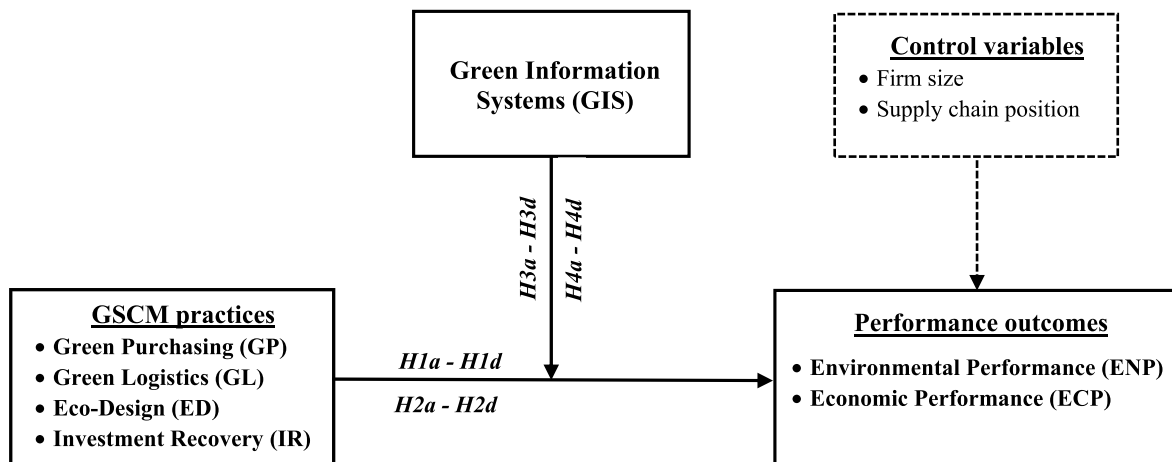 Green Information
Systems (GIS)
Control variables
• Firm size
• Supply chain position
H3a - H3d
H4a - H4d
GSCM practices
• Green Purchasing (GP)
• Green Logistics (GL)
• Eco-Design (ED)
• Investment Recovery (IR)
H1a - H1d
H2a - H2d
Performance outcomes
• Environmental Performance (ENP)
• Economic Performance (ECP)